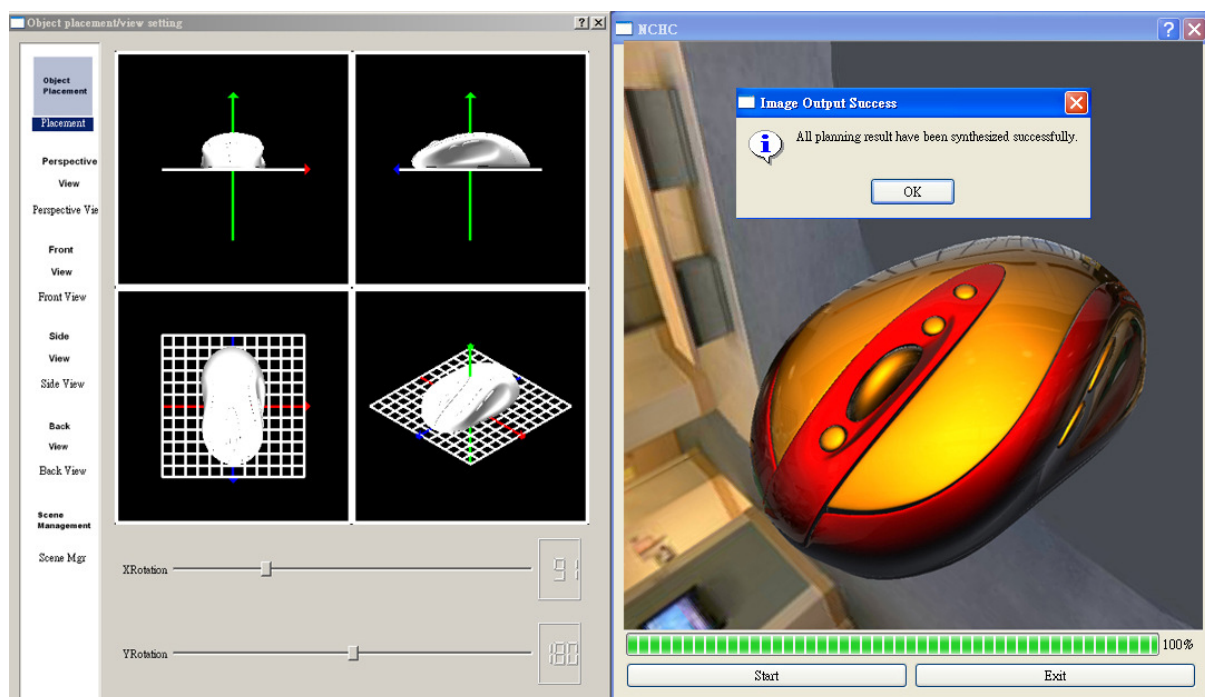 Object placement/view setting
Object
Placement
Placement
Perspective
View
Perspective Vie
Front
View
Front View
Side
View
Side View
Back
View
Back View
Scene
Management
Scene Mgr
XRotation
91
YRotation
180
NCHC
Image Output Success
All planning result have been synthesized successfully.
OK
100%
Start
Exit